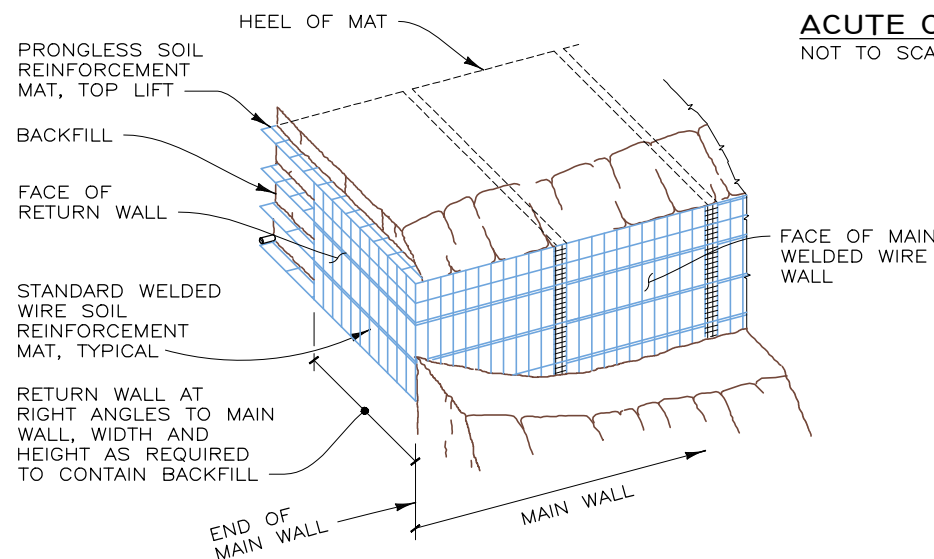 HEEL OF MAT
ACUTE C
NOT TO SCA
PRONGLESS SOIL
REINFORCEMENT
MAT, TOP LIFT
BACKFILL
FACE OF
RETURN WALL
FACE OF MAIN
WELDED WIRE
WALL
STANDARD WELDED
WIRE SOIL
REINFORCEMENT
MAT, TYPICAL
RETURN WALL AT
RIGHT ANGLES TO MAIN
WALL, WIDTH AND
HEIGHT AS REQUIRED
TO CONTAIN BACKFILL
END OF
MAIN WALL
MAIN WALL